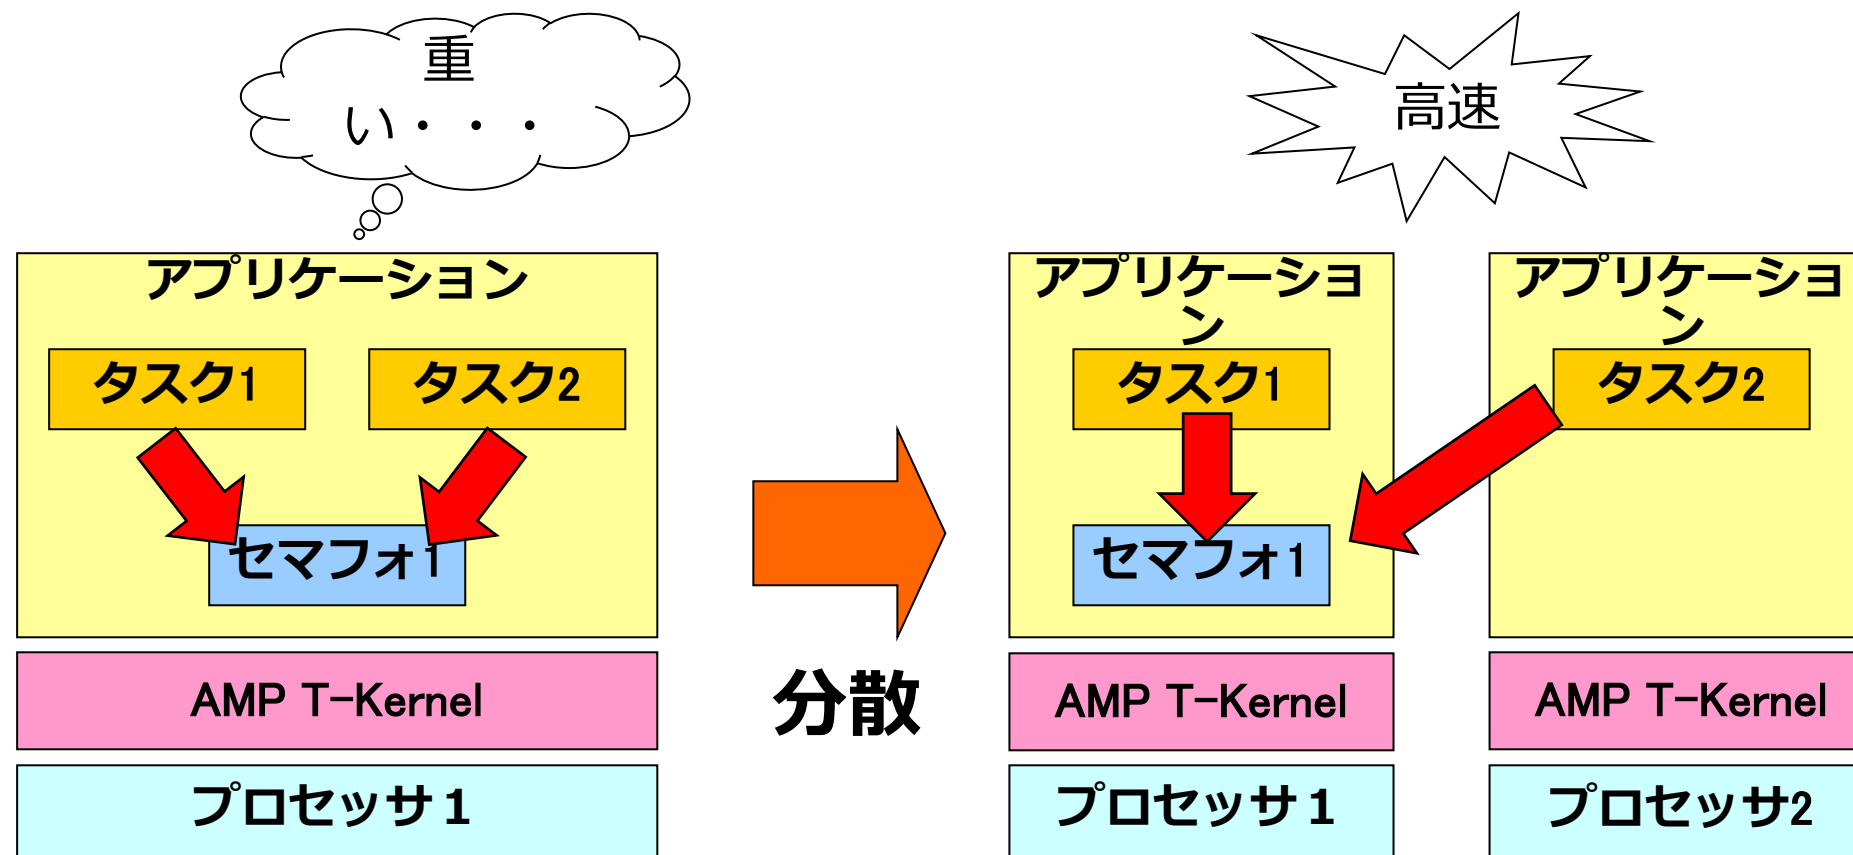 重
い・・・
高速
アプリケーション
タスク1
タスク2
セマフォ1
AMP T-Kernel
プロセッサ１
分散
アプリケーショ
ン
タスク1
セマフォ1
AMP T-Kernel
プロセッサ１
アプリケーショ
ン
タスク2
AMP T-Kernel
プロセッサ2